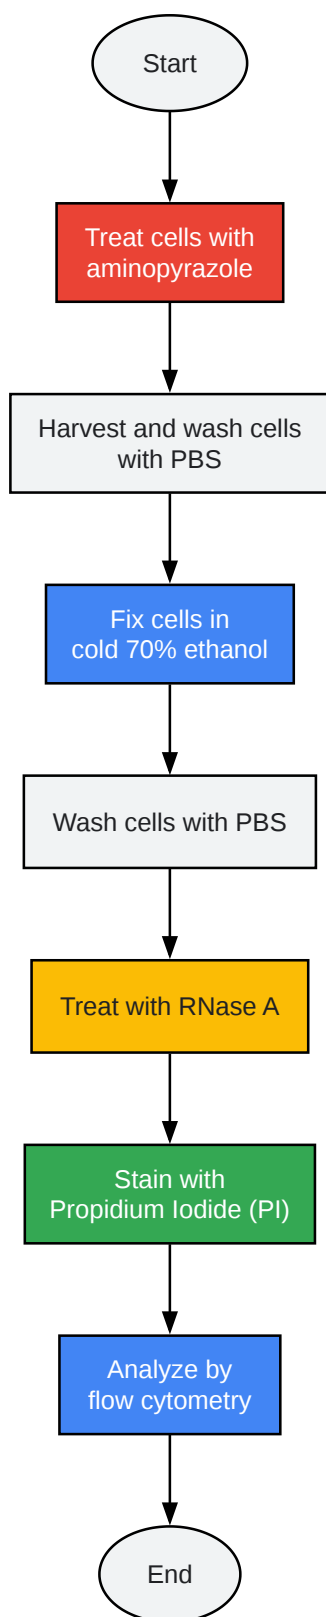 Start
Treat cells with
aminopyrazole
Harvest and wash cells
with PBS
Fix cells in
cold 70% ethanol
Wash cells with PBS
Treat with RNase A
Stain with
Propidium Iodide (PI)
Analyze by
flow cytometry
End